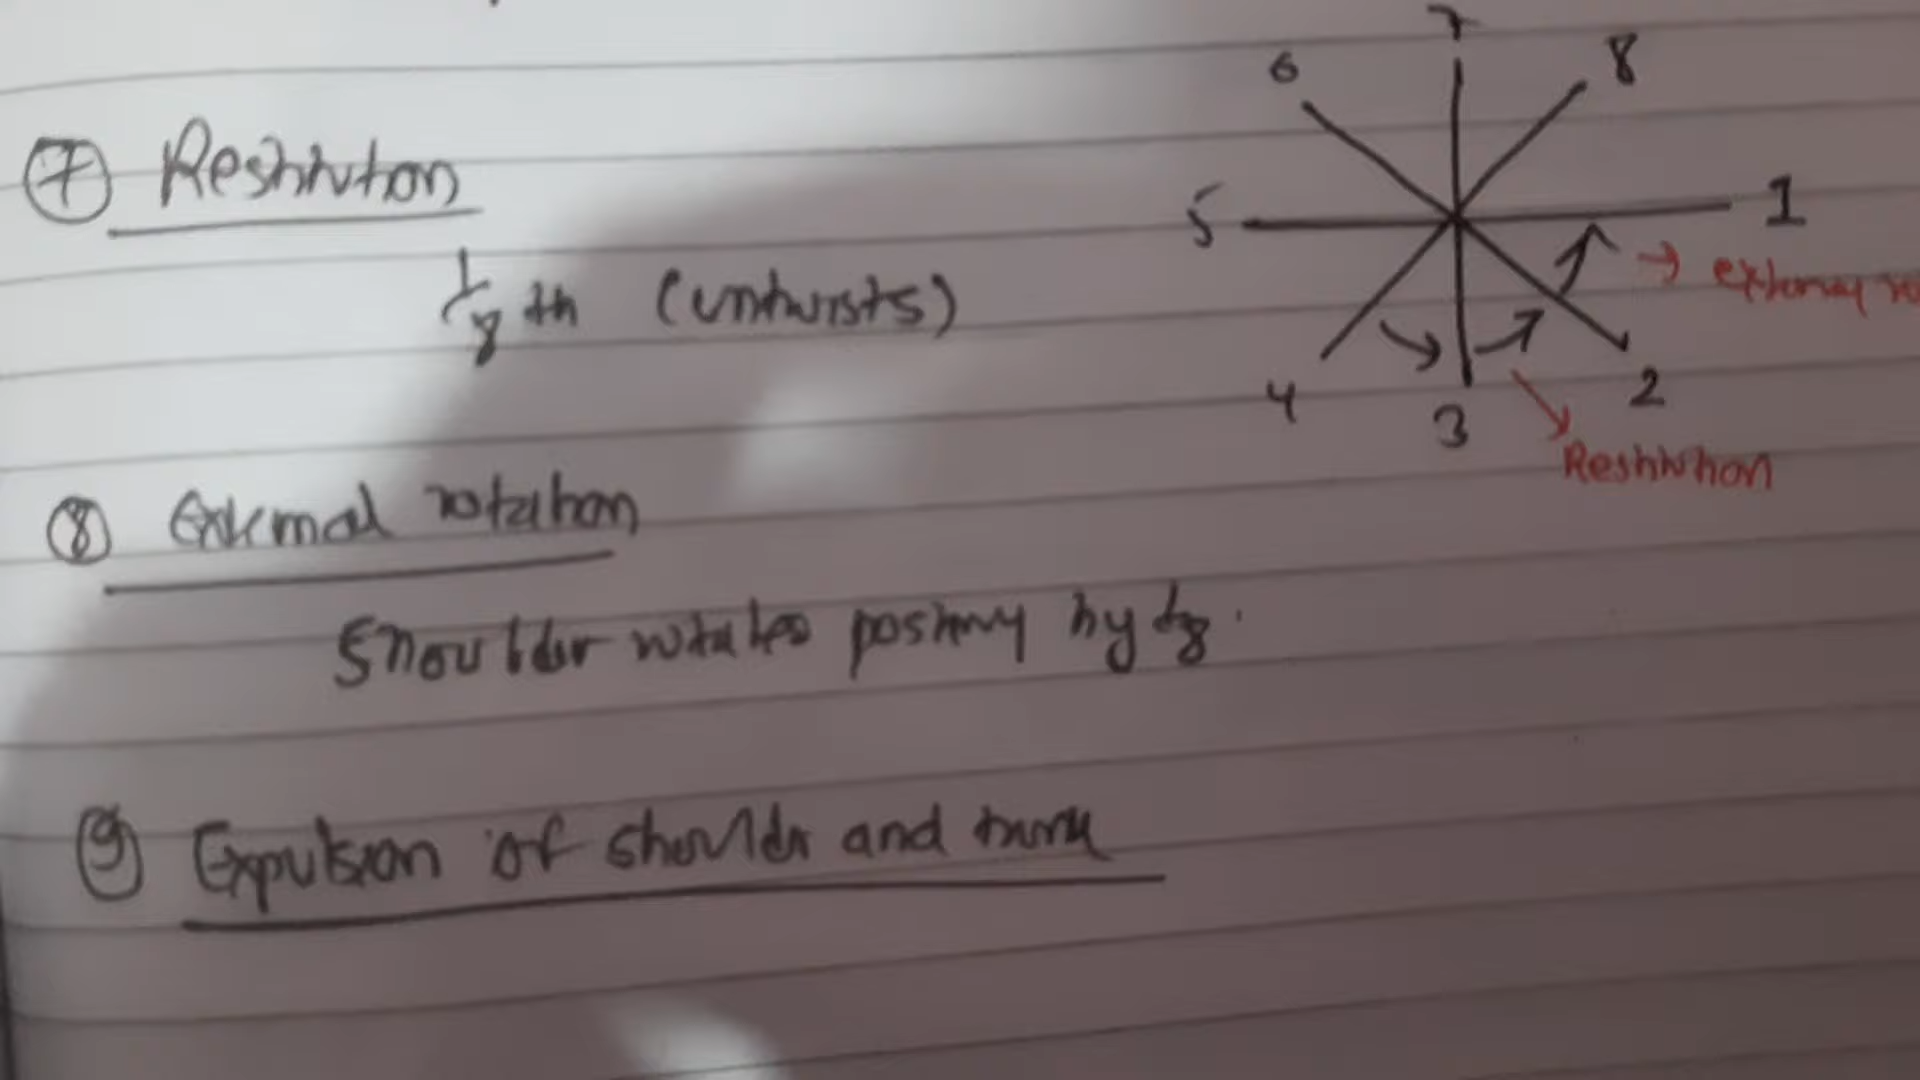 7
6 8
⑦ Restitution
5 1
1/8 th (untwists)
→ external ro
4 3 2
Restitution
⑧ External rotation
Shoulder rotates by 1/8.
⑨ Expulsion of shoulder and trunk